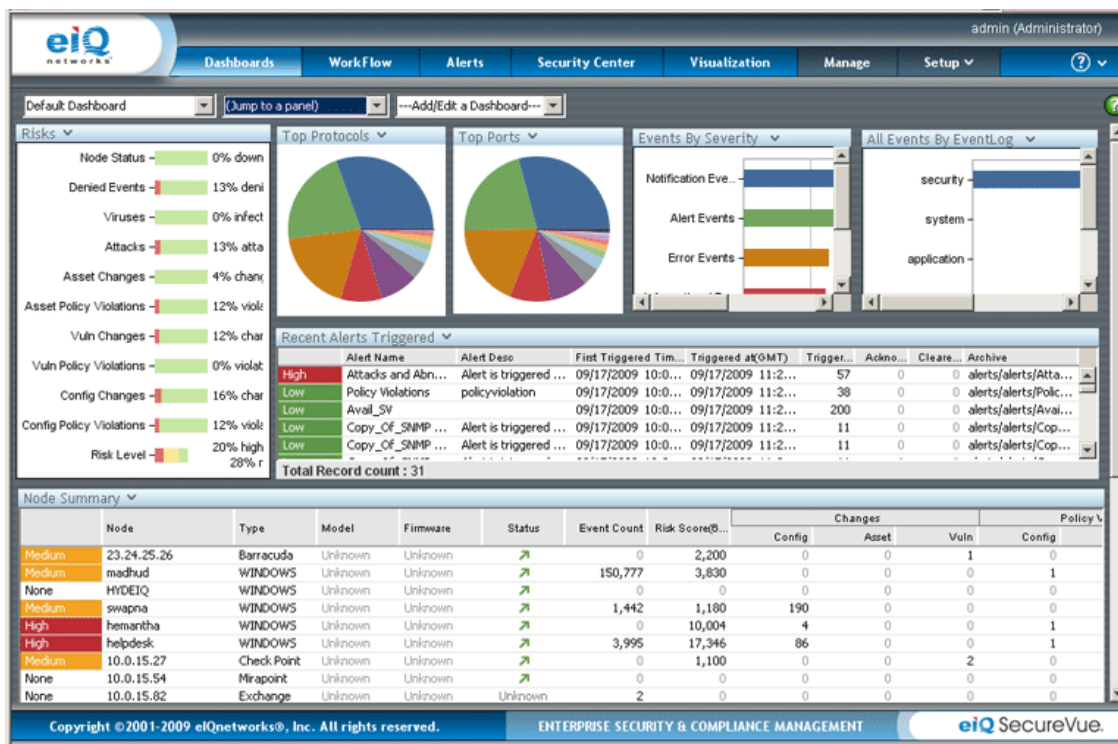 admin (Administrator)
eiQ
networks
Dashboards WorkFlow Alerts Security Center Visualization Manage Setup
Default Dashboard (Jump to a panel) ---Add/Edit a Dashboard---
Risks
Node Status 0% down
Denied Events 13% deni
Viruses 0% infect
Attacks 13% atta
Asset Changes 4% chang
Asset Policy Violations 12% viola
Vuln Changes 12% char
Vuln Policy Violations 0% violat
Config Changes 16% char
Config Policy Violations 12% viola
Risk Level 20% high
28% r
Top Protocols
Top Ports
Events By Severity
Notification Eve..
Alert Events
Error Events
All Events By EventLog
security
system
application
Recent Alerts Triggered
Alert Name Alert Desc First Triggered Tim... Triggered at(GMT) Trigger... Ackno... Cleare... Archive
High Attacks and Abn... Alert is triggered ... 09/17/2009 10:0... 09/17/2009 11:2... 57 0 0 alerts/alerts/Atta...
Low Policy Violations policyviolation 09/17/2009 10:0... 09/17/2009 11:2... 38 0 0 alerts/alerts/Polic...
Low Avail_SV 09/17/2009 10:0... 09/17/2009 11:2... 200 0 0 alerts/alerts/Avai...
Low Copy_Of_SNMP ... Alert is triggered ... 09/17/2009 10:0... 09/17/2009 11:2... 11 0 0 alerts/alerts/Cop...
Low Copy_Of_SNMP ... Alert is triggered ... 09/17/2009 10:0... 09/17/2009 11:2... 11 0 0 alerts/alerts/Cop...
Total Record count : 31
Node Summary
Changes Policy V
Node Type Model Firmware Status Event Count Risk Score(6... Config Asset Vuln Config
Medium 23.24.25.26 Barracuda Unknown Unknown 0 2,200 0 0 1 0
Medium madhud WINDOWS Unknown Unknown 150,777 3,830 0 0 0 1
None HYDEIQ WINDOWS Unknown Unknown 0 0 0 0 0 0
Medium swapna WINDOWS Unknown Unknown 1,442 1,180 190 0 0 0
High hemantha WINDOWS Unknown Unknown 0 10,004 4 0 0 1
High helpdesk WINDOWS Unknown Unknown 3,995 17,346 86 0 0 1
Medium 10.0.15.27 Check Point Unknown Unknown 0 1,100 0 0 2 0
None 10.0.15.54 Mirapoint Unknown Unknown 0 0 0 0 0 0
None 10.0.15.82 Exchange Unknown Unknown Unknown 2 0 0 0 0 0
Copyright ©2001-2009 eIQnetworks®, Inc. All rights reserved. ENTERPRISE SECURITY & COMPLIANCE MANAGEMENT eiQ SecureVue.